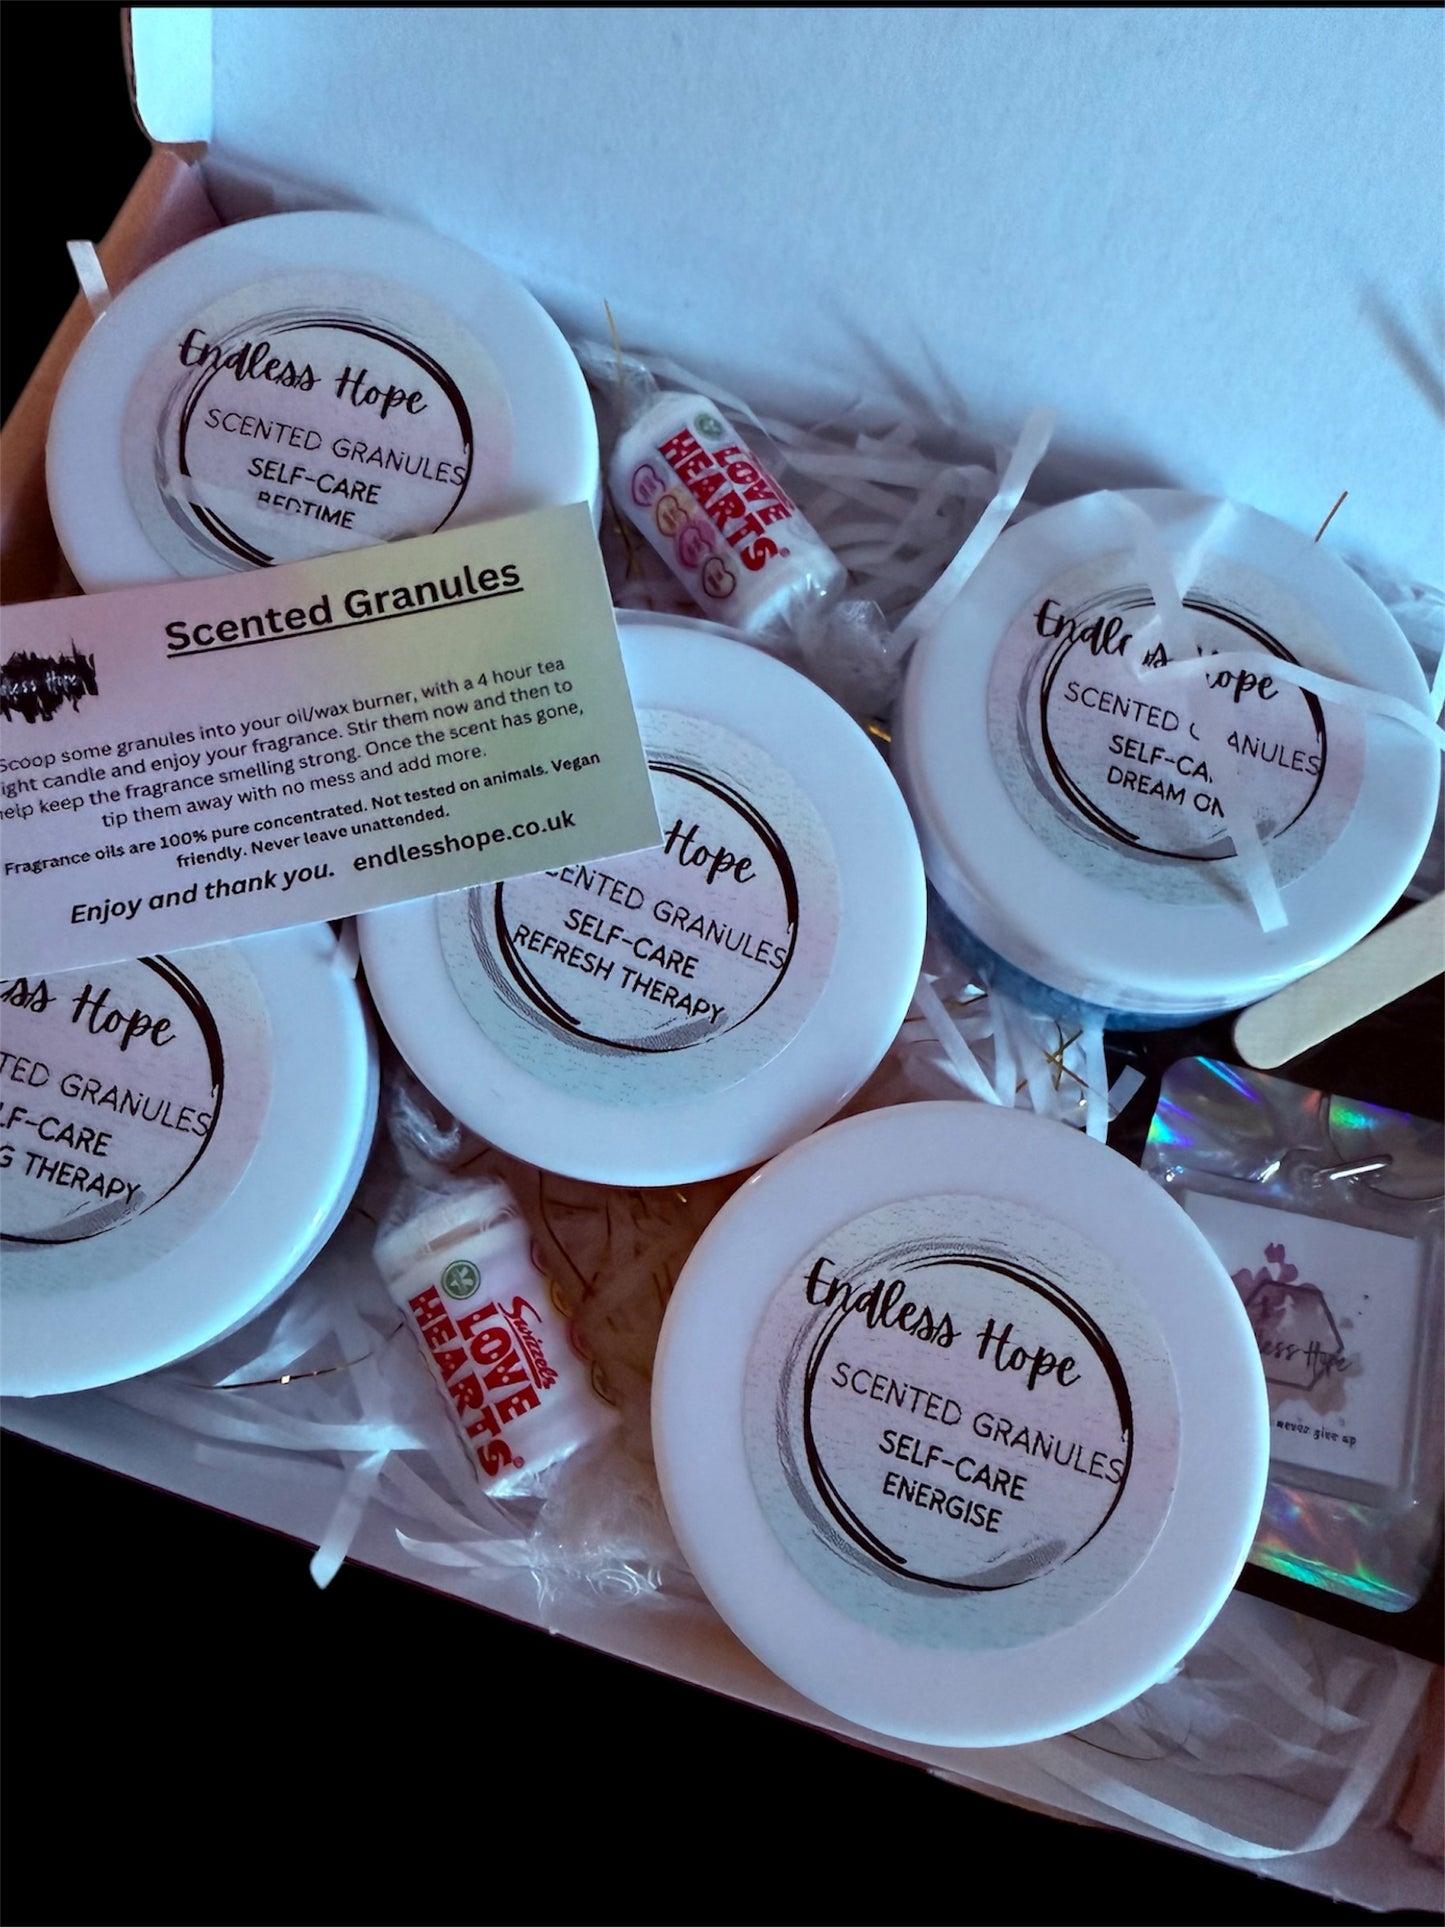 Endless Hope
SCENTED GRANULES
SELF-CARE
BEDTIME
LOVE
HEARTS
Scented Granules
Scoop some granules into your oil/wax burner, with a 4 hour tea
light candle and enjoy your fragrance. Stir them now and then to
help keep the fragrance smelling strong. Once the scent has gone,
tip them away with no mess and add more.
Fragrance oils are 100% pure concentrated. Not tested on animals. Vegan
friendly. Never leave unattended.
Enjoy and thank you. endlesshope.co.uk
Endless Hope
SCENTED GRANULES
SELF-CA
DREAM ON
Hope
SCENTED GRANULES
SELF-CARE
REFRESH THERAPY
Hope
GRANULES
SELF-CARE
THERAPY
Swizzels
LOVE
HEARTS
Endless Hope
SCENTED GRANULES
SELF-CARE
ENERGISE
Hope
never give up